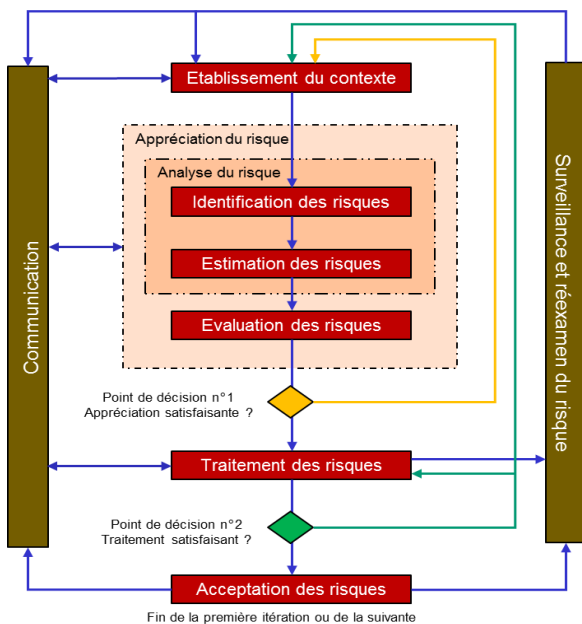 Etablissement du contexte
Appréciation du risque
Analyse du risque
Identification des risques
Estimation des risques
Evaluation des risques
Communication
Surveillance et réexamen du risque
Point de décision n°1
Appréciation satisfaisante ?
Traitement des risques
Point de décision n°2
Traitement satisfaisant ?
Acceptation des risques
Fin de la première itération ou de la suivante